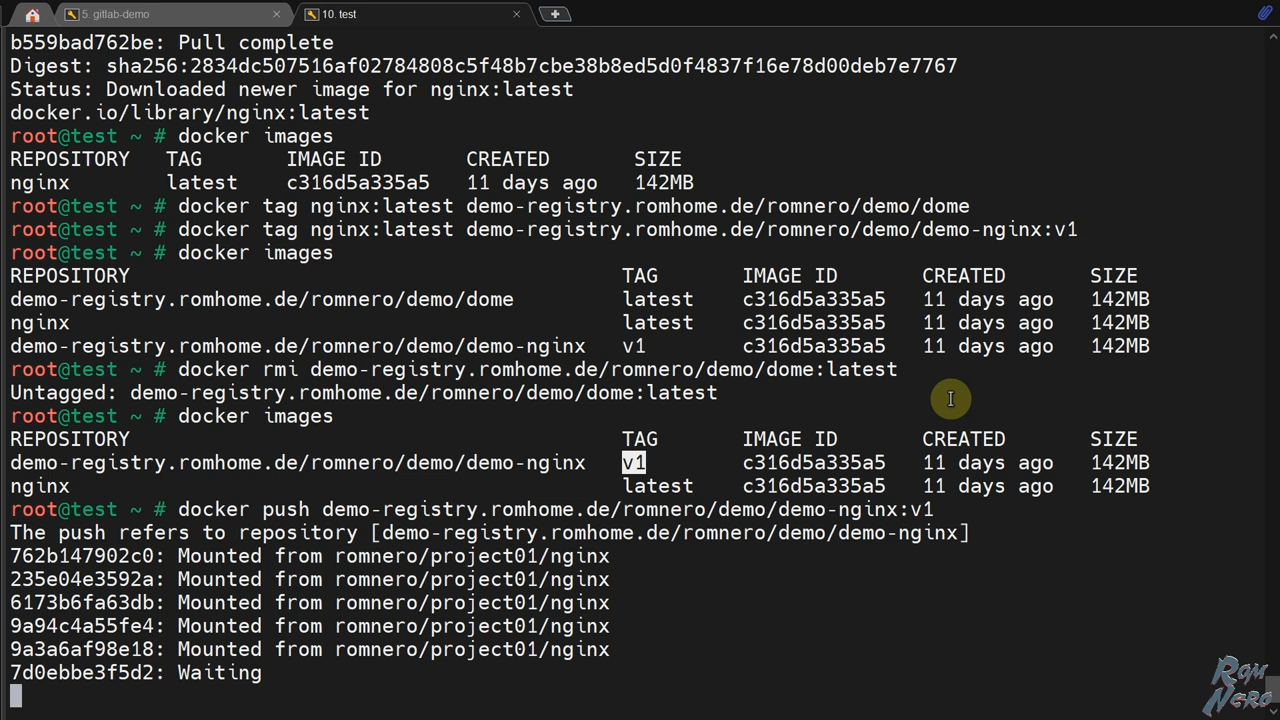 5. gitlab-demo
10. test
b559bad762be: Pull complete
Digest: sha256:2834dc507516af02784808c5f48b7cbe38b8ed5d0f4837f16e78d00deb7e7767
Status: Downloaded newer image for nginx:latest
docker.io/library/nginx:latest
root@test ~ # docker images
REPOSITORY   TAG       IMAGE ID       CREATED       SIZE
nginx        latest    c316d5a335a5   11 days ago   142MB
root@test ~ # docker tag nginx:latest demo-registry.romhome.de/romnero/demo/dome
root@test ~ # docker tag nginx:latest demo-registry.romhome.de/romnero/demo/demo-nginx:v1
root@test ~ # docker images
REPOSITORY                                         TAG       IMAGE ID       CREATED       SIZE
demo-registry.romhome.de/romnero/demo/dome         latest    c316d5a335a5   11 days ago   142MB
nginx                                              latest    c316d5a335a5   11 days ago   142MB
demo-registry.romhome.de/romnero/demo/demo-nginx   v1        c316d5a335a5   11 days ago   142MB
root@test ~ # docker rmi demo-registry.romhome.de/romnero/demo/dome:latest
Untagged: demo-registry.romhome.de/romnero/demo/dome:latest
root@test ~ # docker images
REPOSITORY                                         TAG       IMAGE ID       CREATED       SIZE
demo-registry.romhome.de/romnero/demo/demo-nginx   v1        c316d5a335a5   11 days ago   142MB
nginx                                              latest    c316d5a335a5   11 days ago   142MB
root@test ~ # docker push demo-registry.romhome.de/romnero/demo/demo-nginx:v1
The push refers to repository [demo-registry.romhome.de/romnero/demo/demo-nginx]
762b147902c0: Mounted from romnero/project01/nginx
235e04e3592a: Mounted from romnero/project01/nginx
6173b6fa63db: Mounted from romnero/project01/nginx
9a94c4a55fe4: Mounted from romnero/project01/nginx
9a3a6af98e18: Mounted from romnero/project01/nginx
7d0ebbe3f5d2: Waiting
Rom
Nero